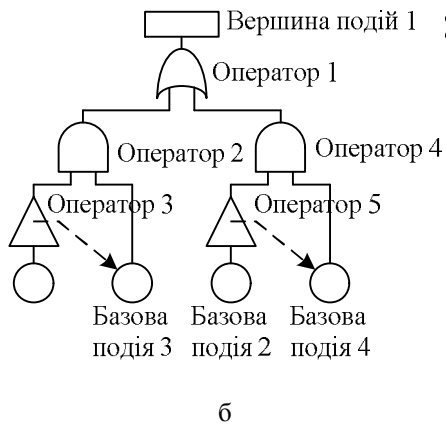 Вершина подій 1
Оператор 1
Оператор 2
Оператор 4
Оператор 3
Оператор 5
Базова подія 3
Базова подія 2
Базова подія 4
б